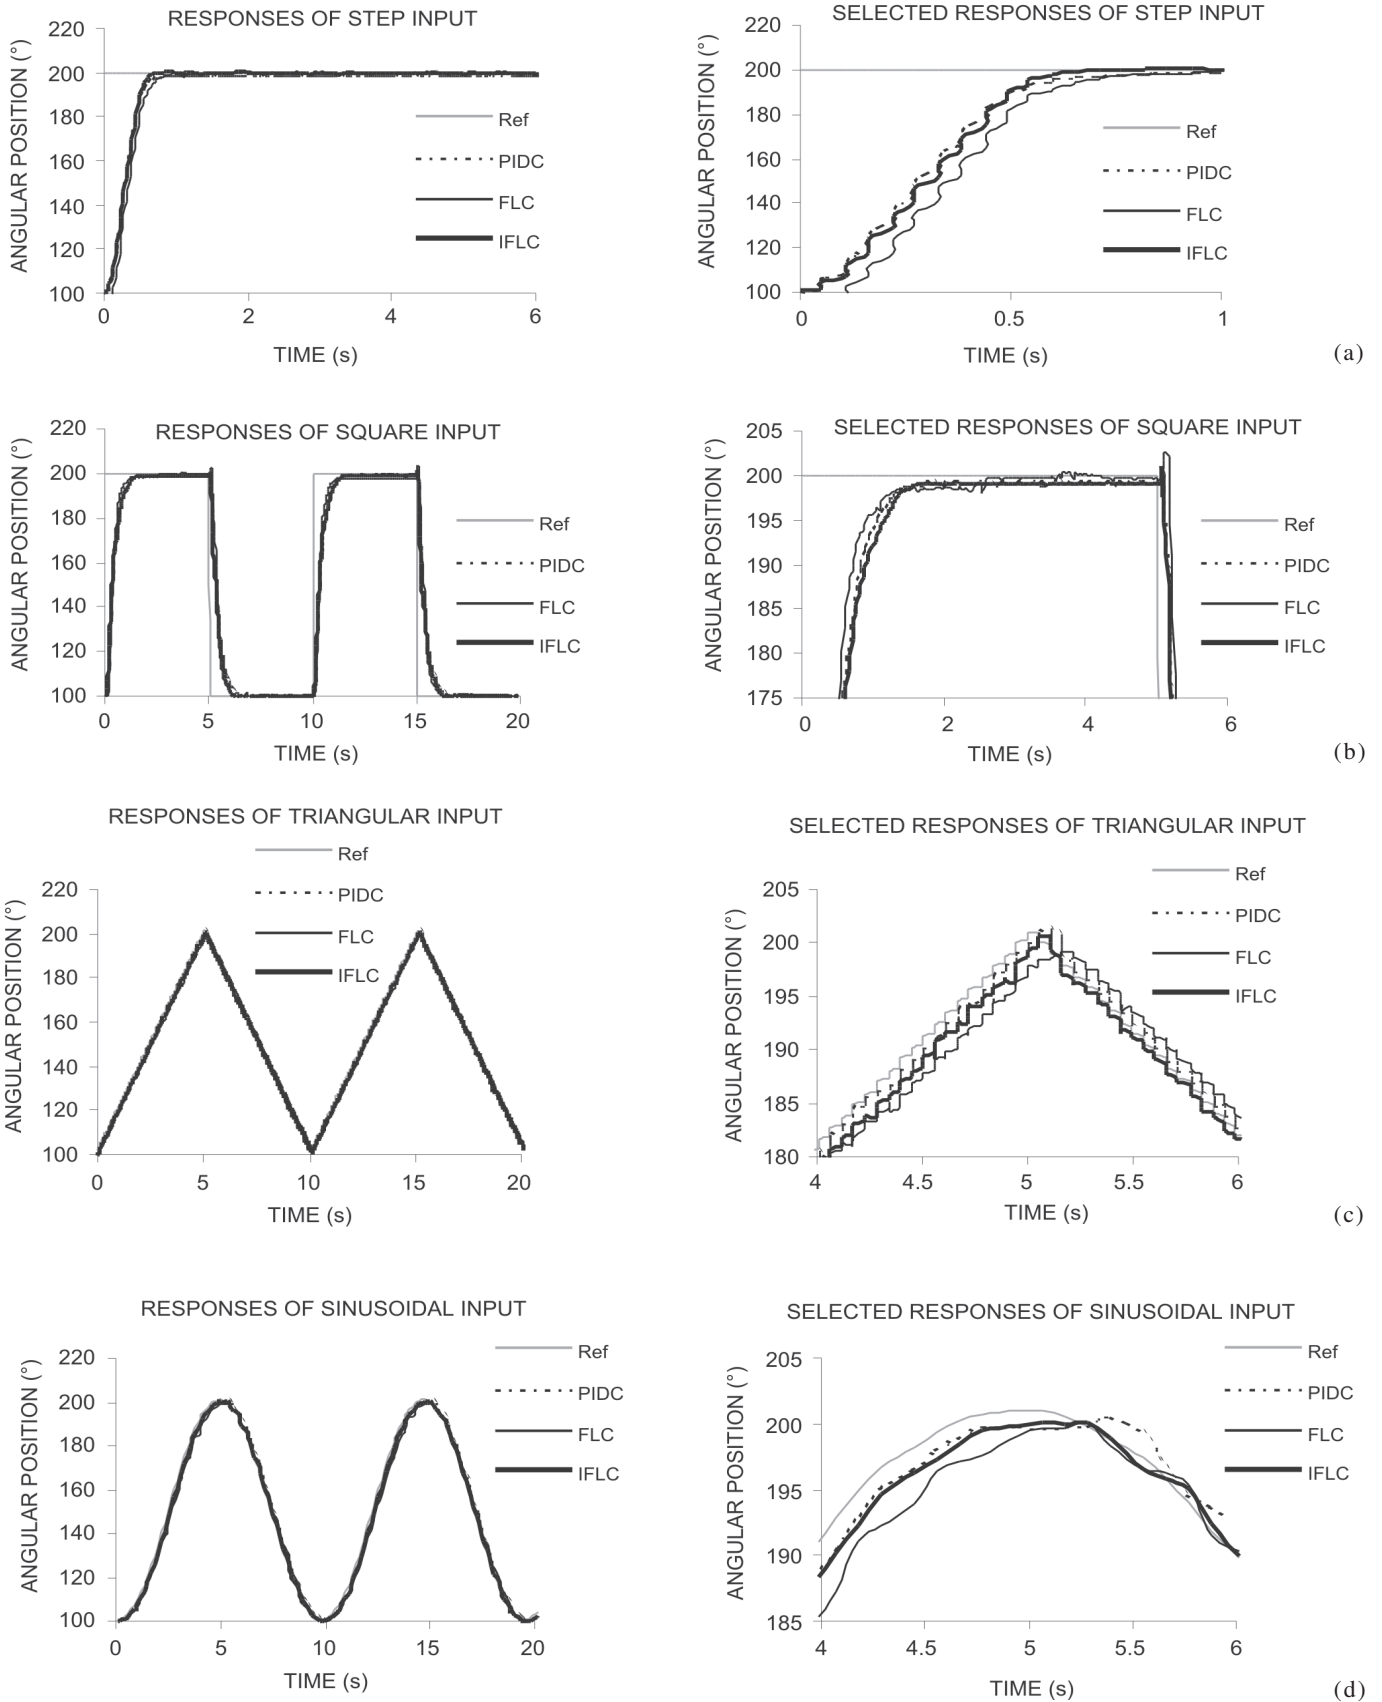 RESPONSES OF STEP INPUT
ANGULAR POSITION (°)
220
200
180
160
140
120
100
0 2 4 6
TIME (s)
Ref
PIDC
FLC
IFLC
SELECTED RESPONSES OF STEP INPUT
ANGULAR POSITION (°)
220
200
180
160
140
120
100
0 0.5 1
TIME (s)
Ref
PIDC
FLC
IFLC
(a)
RESPONSES OF SQUARE INPUT
ANGULAR POSITION (°)
220
200
180
160
140
120
100
0 5 10 15 20
TIME (s)
Ref
PIDC
FLC
IFLC
SELECTED RESPONSES OF SQUARE INPUT
ANGULAR POSITION (°)
205
200
195
190
185
180
175
0 2 4 6
TIME (s)
Ref
PIDC
FLC
IFLC
(b)
RESPONSES OF TRIANGULAR INPUT
Ref
PIDC
FLC
IFLC
ANGULAR POSITION (°)
220
200
180
160
140
120
100
0 5 10 15 20
TIME (s)
SELECTED RESPONSES OF TRIANGULAR INPUT
Ref
PIDC
FLC
IFLC
ANGULAR POSITION (°)
205
200
195
190
185
180
4 4.5 5 5.5 6
TIME (s)
(c)
RESPONSES OF SINUSOIDAL INPUT
Ref
PIDC
FLC
IFLC
ANGULAR POSITION (°)
220
200
180
160
140
120
100
0 5 10 15 20
TIME (s)
SELECTED RESPONSES OF SINUSOIDAL INPUT
Ref
PIDC
FLC
IFLC
ANGULAR POSITION (°)
205
200
195
190
185
4 4.5 5 5.5 6
TIME (s)
(d)